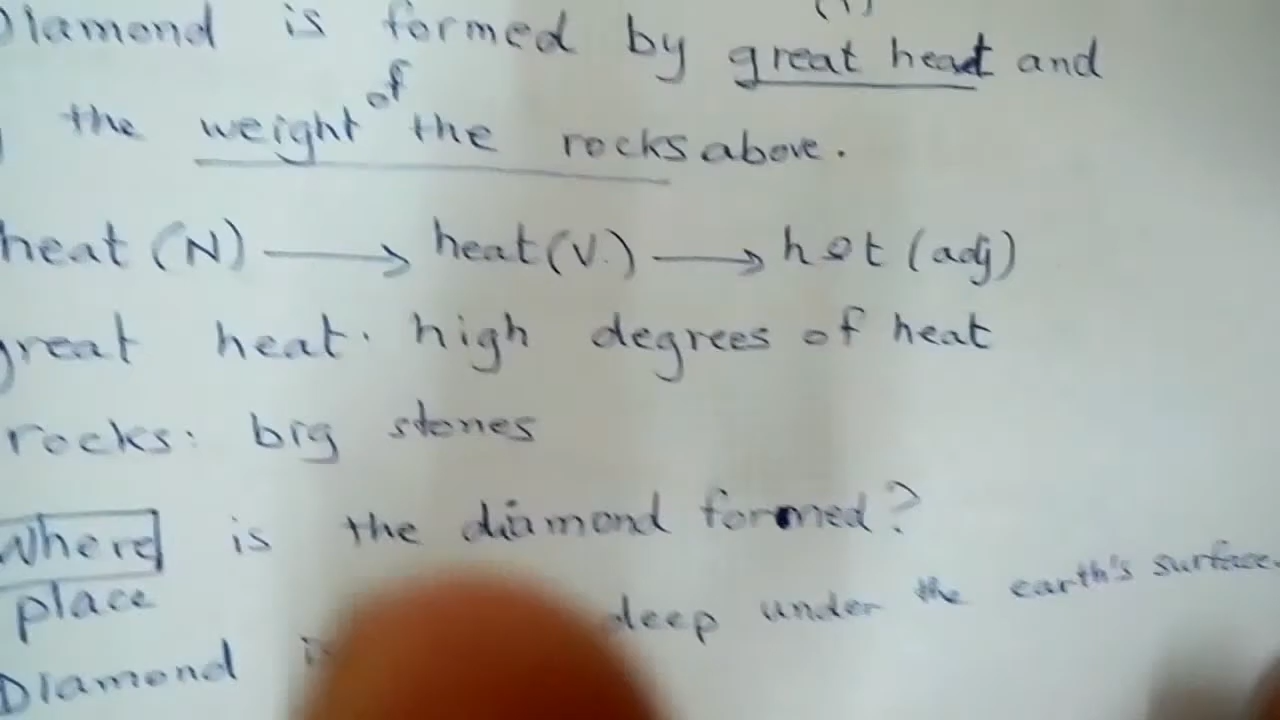 (1)
Diamond is formed by great heat and
the weight of the rocks above.
heat (N) → heat (V.) → hot (adj)
great heat. high degrees of heat
rocks: big stones
Where is the diamond formed?
place
Diamond is deep under the earth's surface.